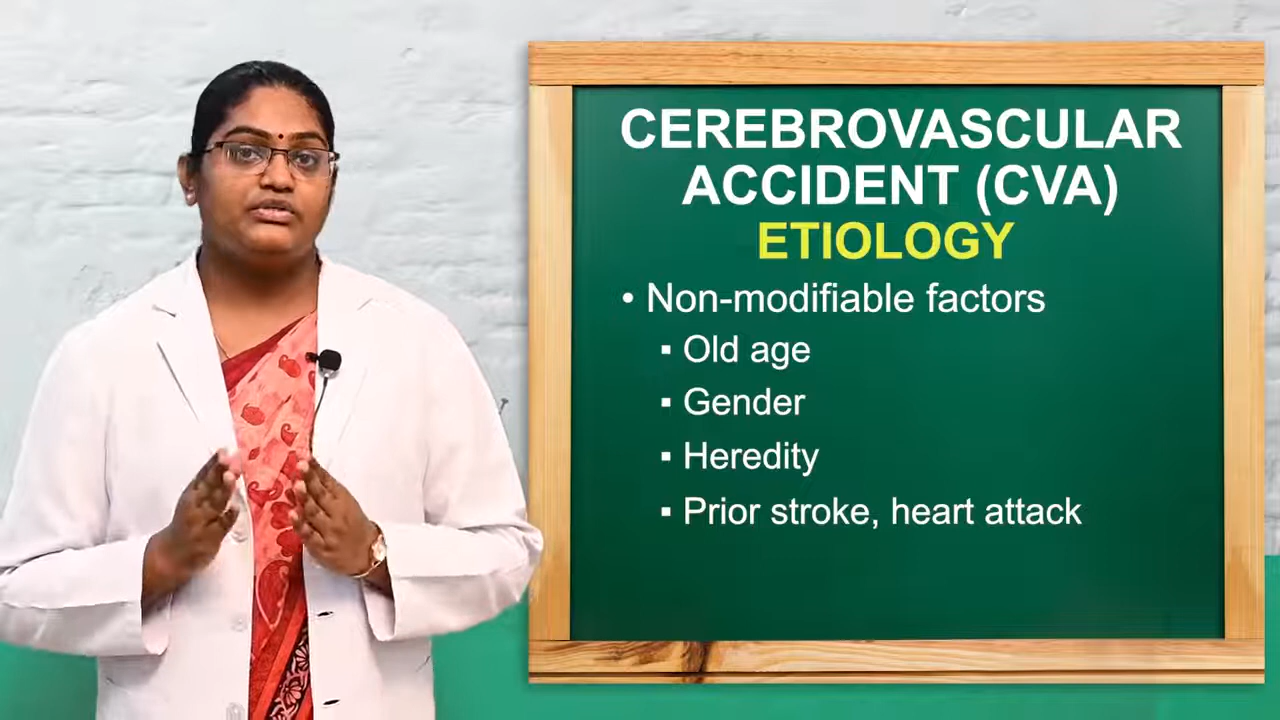 CEREBROVASCULAR
ACCIDENT (CVA)
ETIOLOGY
• Non-modifiable factors
▪ Old age
▪ Gender
▪ Heredity
▪ Prior stroke, heart attack